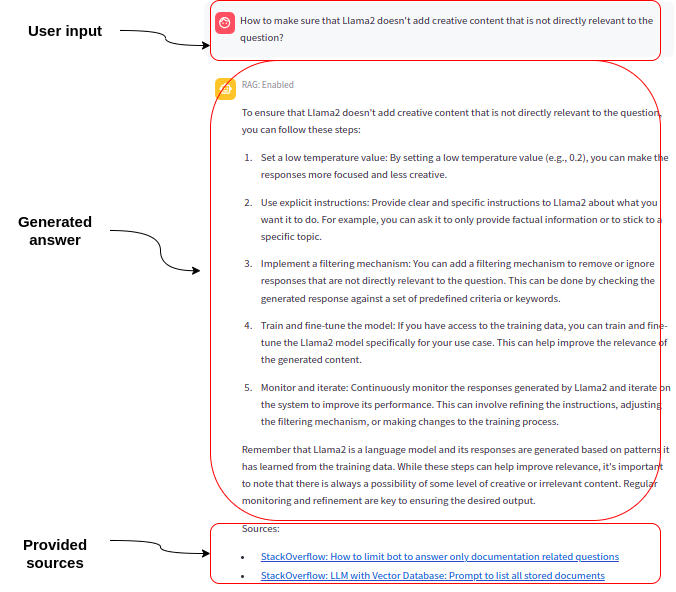 User input
How to make sure that Llama2 doesn't add creative content that is not directly relevant to the
question?
RAG: Enabled
To ensure that Llama2 doesn't add creative content that is not directly relevant to the question,
you can follow these steps:
1. Set a low temperature value: By setting a low temperature value (e.g., 0.2), you can make the
responses more focused and less creative.
2. Use explicit instructions: Provide clear and specific instructions to Llama2 about what you
want it to do. For example, you can ask it to only provide factual information or to stick to a
specific topic.
Generated
answer
3. Implement a filtering mechanism: You can add a filtering mechanism to remove or ignore
responses that are not directly relevant to the question. This can be done by checking the
generated response against a set of predefined criteria or keywords.
4. Train and fine-tune the model: If you have access to the training data, you can train and fine-
tune the Llama2 model specifically for your use case. This can help improve the relevance of
the generated content.
5. Monitor and iterate: Continuously monitor the responses generated by Llama2 and iterate on
the system to improve its performance. This can involve refining the instructions, adjusting
the filtering mechanism, or making changes to the training process.
Remember that Llama2 is a language model and its responses are generated based on patterns it
has learned from the training data. While these steps can help improve relevance, it's important
to note that there is always a possibility of some level of creative or irrelevant content. Regular
monitoring and refinement are key to ensuring the desired output.
Provided
sources
Sources:
• StackOverflow: How to limit bot to answer only documentation related questions
• StackOverflow: LLM with Vector Database: Prompt to list all stored documents